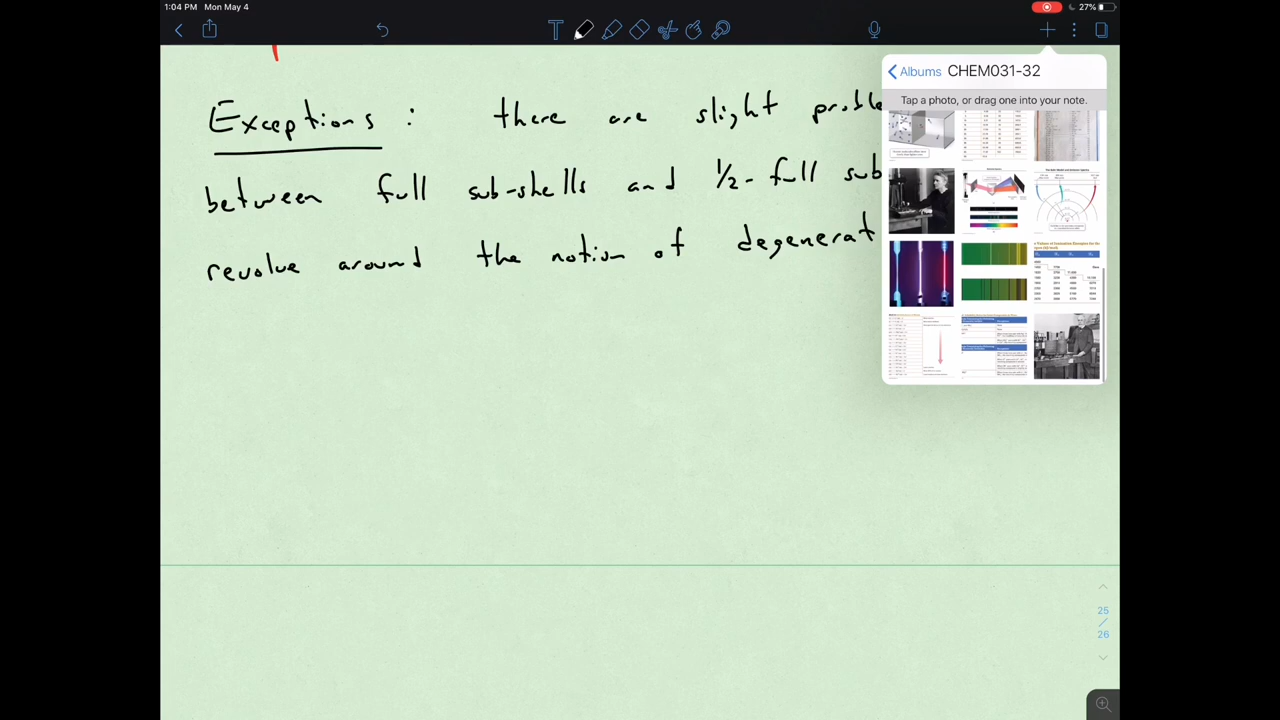 1:04 PM Mon May 4
27%
Albums CHEM031-32
Tap a photo, or drag one into your note.
Exceptions : there are slight proble
between full sub-shells and 1/2-full sub
revolve around the notion of degenerat
25
/
26